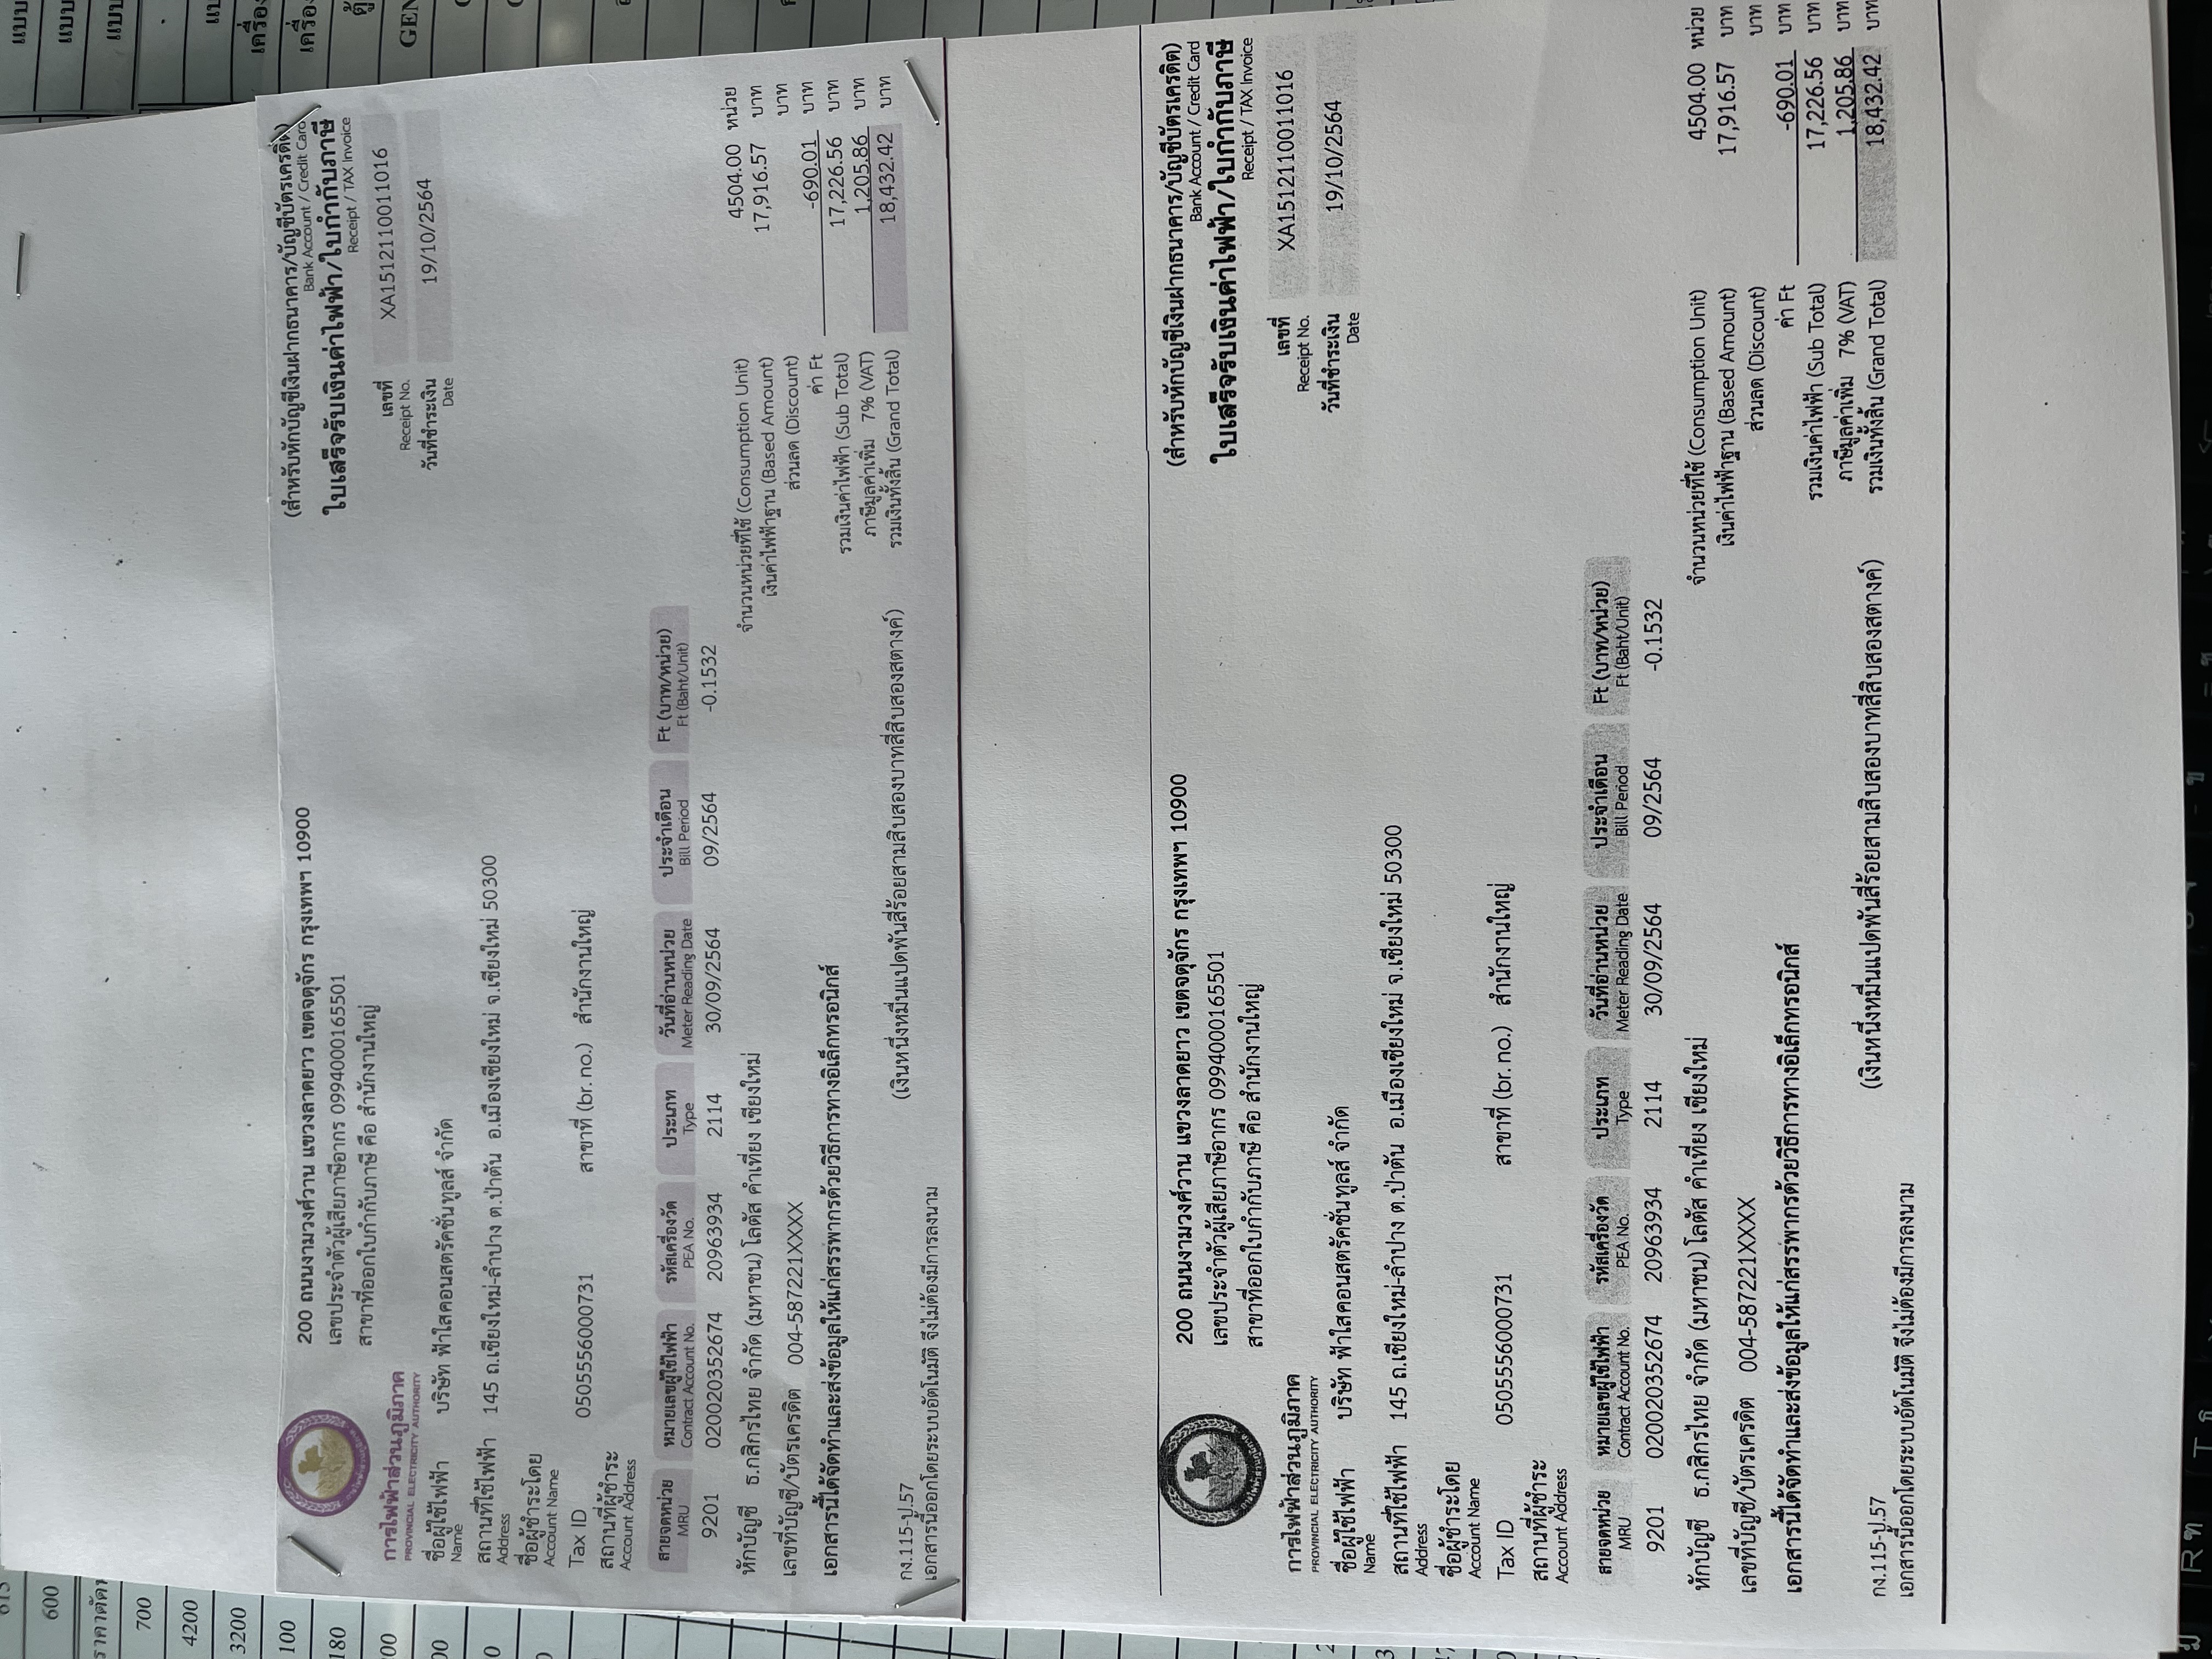 615
600
700
4200
3200
100
180
แบบ
แบบ
แบบ
GEN
200 ถนนงามวงศ์วาน แขวงลาดยาว เขตจตุจักร กรุงเทพฯ 10900
เลขประจำตัวผู้เสียภาษีอากร 0994000165501
สาขาที่ออกใบกำกับภาษี คือ สำนักงานใหญ่
(สำหรับหักบัญชีเงินฝากธนาคาร/บัญชีบัตรเครดิต)
Bank Account / Credit Card
ใบเสร็จรับเงินค่าไฟฟ้า/ใบกำกับภาษี
Receipt / TAX Invoice
การไฟฟ้าส่วนภูมิภาค
PROVINCIAL ELECTRICITY AUTHORITY
เลขที่ XA1512110011016
Receipt No.
วันที่ชำระเงิน 19/10/2564
Date
ชื่อผู้ใช้ไฟฟ้า บริษัท ฟ้าใสคอนสตรัคชั่นทูลส์ จำกัด
Name
สถานที่ใช้ไฟฟ้า 145 ถ.เชียงใหม่-ลำปาง ต.ป่าตัน อ.เมืองเชียงใหม่ จ.เชียงใหม่ 50300
Address
ชื่อผู้ชำระโดย
Account Name
Tax ID 0505556000731 สาขาที่ (br. no.) สำนักงานใหญ่
สถานที่ผู้ชำระ
Account Address
สายจดหน่วย หมายเลขผู้ใช้ไฟฟ้า รหัสเครื่องวัด ประเภท วันที่อ่านหน่วย ประจำเดือน Ft (บาท/หน่วย)
MRU Contract Account No. PEA No. Type Meter Reading Date Bill Period Ft (Baht/Unit)
9201 020020352674 20963934 2114 30/09/2564 09/2564 -0.1532
หักบัญชี ธ.กสิกรไทย จำกัด (มหาชน) โลตัส คำเที่ยง เชียงใหม่
เลขที่บัญชี/บัตรเครดิต 004-587221XXXX
เอกสารนี้ได้จัดทำและส่งข้อมูลให้แก่สรรพากรด้วยวิธีการทางอิเล็กทรอนิกส์
จำนวนหน่วยที่ใช้ (Consumption Unit) 4504.00 หน่วย
เงินค่าไฟฟ้าฐาน (Based Amount) 17,916.57 บาท
ส่วนลด (Discount) บาท
ค่า Ft -690.01 บาท
รวมเงินค่าไฟฟ้า (Sub Total) 17,226.56 บาท
ภาษีมูลค่าเพิ่ม 7% (VAT) 1,205.86 บาท
รวมเงินทั้งสิ้น (Grand Total) 18,432.42 บาท
(เงินหนึ่งหมื่นแปดพันสี่ร้อยสามสิบสองบาทสี่สิบสองสตางค์)
กง.115-ป.57
เอกสารนี้ออกโดยระบบอัตโนมัติ จึงไม่ต้องมีการลงนาม
200 ถนนงามวงศ์วาน แขวงลาดยาว เขตจตุจักร กรุงเทพฯ 10900
เลขประจำตัวผู้เสียภาษีอากร 0994000165501
สาขาที่ออกใบกำกับภาษี คือ สำนักงานใหญ่
(สำหรับหักบัญชีเงินฝากธนาคาร/บัญชีบัตรเครดิต)
Bank Account / Credit Card
ใบเสร็จรับเงินค่าไฟฟ้า/ใบกำกับภาษี
Receipt / TAX Invoice
การไฟฟ้าส่วนภูมิภาค
PROVINCIAL ELECTRICITY AUTHORITY
เลขที่ XA1512110011016
Receipt No.
วันที่ชำระเงิน 19/10/2564
Date
ชื่อผู้ใช้ไฟฟ้า บริษัท ฟ้าใสคอนสตรัคชั่นทูลส์ จำกัด
Name
สถานที่ใช้ไฟฟ้า 145 ถ.เชียงใหม่-ลำปาง ต.ป่าตัน อ.เมืองเชียงใหม่ จ.เชียงใหม่ 50300
Address
ชื่อผู้ชำระโดย
Account Name
Tax ID 0505556000731 สาขาที่ (br. no.) สำนักงานใหญ่
สถานที่ผู้ชำระ
Account Address
สายจดหน่วย หมายเลขผู้ใช้ไฟฟ้า รหัสเครื่องวัด ประเภท วันที่อ่านหน่วย ประจำเดือน Ft (บาท/หน่วย)
MRU Contract Account No. PEA No. Type Meter Reading Date Bill Period Ft (Baht/Unit)
9201 020020352674 20963934 2114 30/09/2564 09/2564 -0.1532
หักบัญชี ธ.กสิกรไทย จำกัด (มหาชน) โลตัส คำเที่ยง เชียงใหม่
เลขที่บัญชี/บัตรเครดิต 004-587221XXXX
เอกสารนี้ได้จัดทำและส่งข้อมูลให้แก่สรรพากรด้วยวิธีการทางอิเล็กทรอนิกส์
จำนวนหน่วยที่ใช้ (Consumption Unit) 4504.00 หน่วย
เงินค่าไฟฟ้าฐาน (Based Amount) 17,916.57 บาท
ส่วนลด (Discount) บาท
ค่า Ft -690.01 บาท
รวมเงินค่าไฟฟ้า (Sub Total) 17,226.56 บาท
ภาษีมูลค่าเพิ่ม 7% (VAT) 1,205.86 บาท
รวมเงินทั้งสิ้น (Grand Total) 18,432.42 บาท
(เงินหนึ่งหมื่นแปดพันสี่ร้อยสามสิบสองบาทสี่สิบสองสตางค์)
กง.115-ป.57
เอกสารนี้ออกโดยระบบอัตโนมัติ จึงไม่ต้องมีการลงนาม